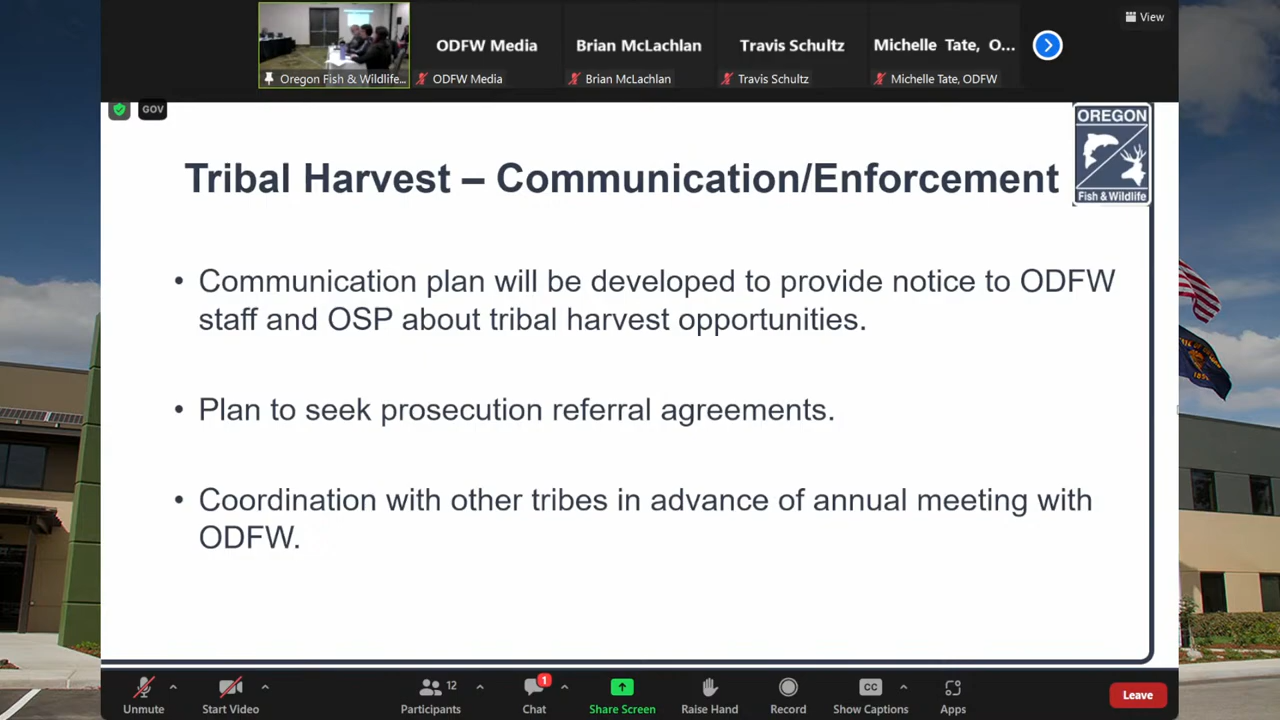 View
ODFW Media
Brian McLachlan
Travis Schultz
Michelle Tate, O...
Oregon Fish & Wildlife...
ODFW Media
Brian McLachlan
Travis Schultz
Michelle Tate, ODFW
GOV
OREGON
Fish & Wildlife
Tribal Harvest – Communication/Enforcement
• Communication plan will be developed to provide notice to ODFW
staff and OSP about tribal harvest opportunities.
• Plan to seek prosecution referral agreements.
• Coordination with other tribes in advance of annual meeting with
ODFW.
Unmute
Start Video
12
Participants
1
Chat
Share Screen
Raise Hand
Record
CC
Show Captions
Apps
Leave